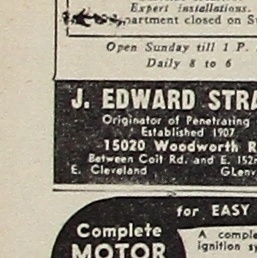 Expert installations.
partment closed on S
Open Sunday till 1 P.
Daily 8 to 6
J. EDWARD STRA
Originator of Penetrating
Established 1907
15020 Woodworth R
Between Coit Rd. and E. 152n
E. Cleveland GLenv
for EASY
Complete
MOTOR
A comple
ignition sy